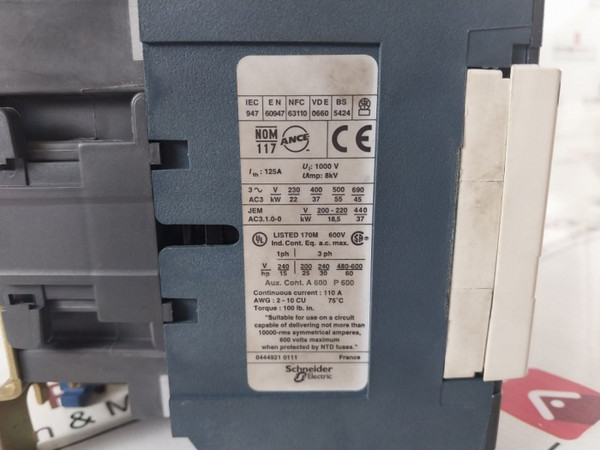 IEC EN NFC VDE BS
947 60947 63110 0660 5424
NOM
117 ANCE CE
Ith : 125A Ui: 1000 V
Uimp: 8kV
3~ V 230 400 500 690
AC3 kW 22 37 55 45
JEM V 200-220 440
AC3.1.0-0 kW 18,5 37
UL LISTED 170M 600V
Ind. Cont. Eq. a.c. max.
1ph 3 ph
V 240 200 240 480-600
hp 15 25 30 60
Aux. Cont. A 600 P 600
Continuous current : 110 A
AWG : 2 - 10 CU 75°C
Torque : 100 lb. in.
"Suitable for use on a circuit
capable of delivering not more than
10000-rms symmetrical amperes,
600 volts maximum
when protected by NTD fuses."
0444921 0111 France
Schneider
Electric
n & M